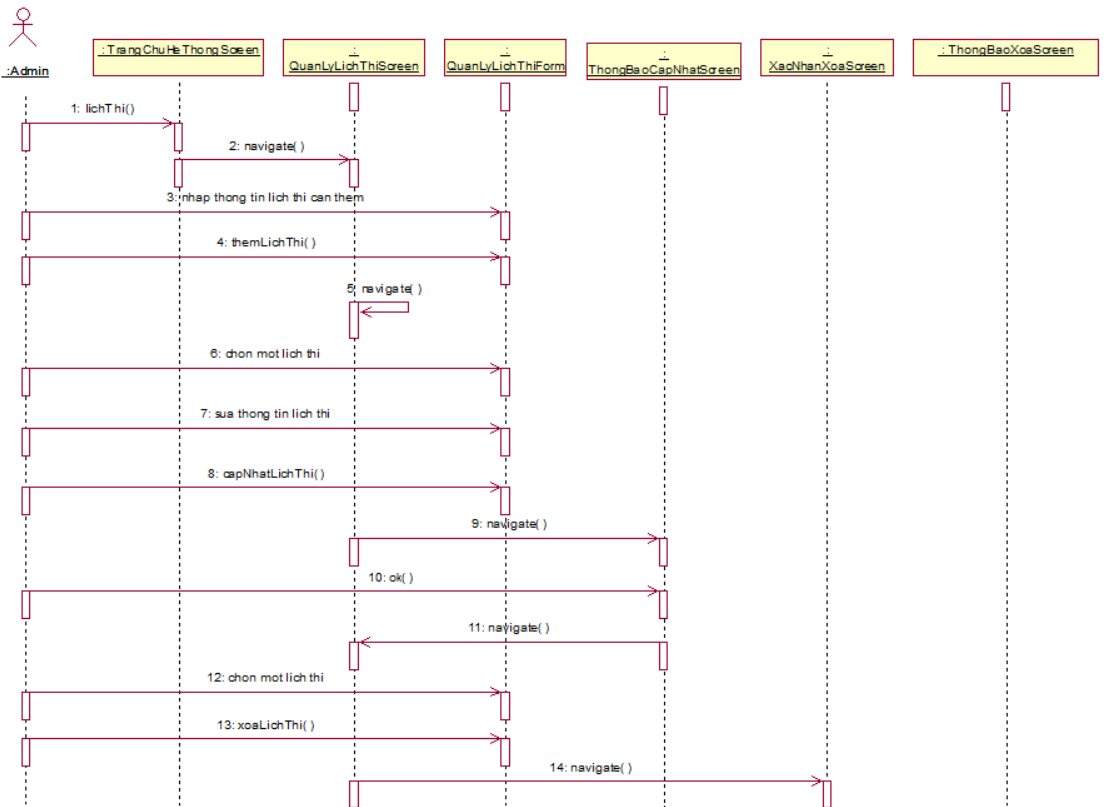 :Admin
: TrangChuHeThongScreen
:
QuanLyLichThiScreen
:
QuanLyLichThiForm
:
ThongBaoCapNhatScreen
:
XacNhanXoaScreen
: ThongBaoXoaScreen
1: lichThi()
2: navigate( )
3: nhap thong tin lich thi can them
4: themLichThi( )
5: navigate( )
6: chon mot lich thi
7: sua thong tin lich thi
8: capNhatLichThi( )
9: navigate( )
10: ok( )
11: navigate( )
12: chon mot lich thi
13: xoaLichThi( )
14: navigate( )